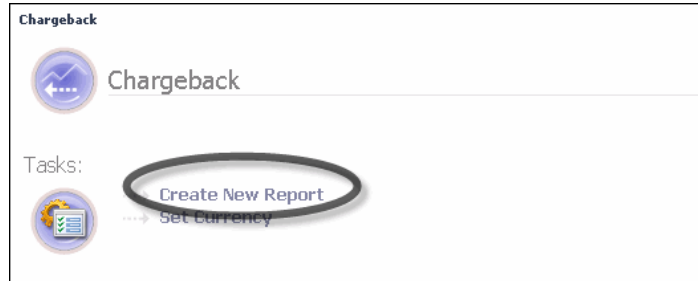 Chargeback
Chargeback
Tasks:
Create New Report
Set Currency